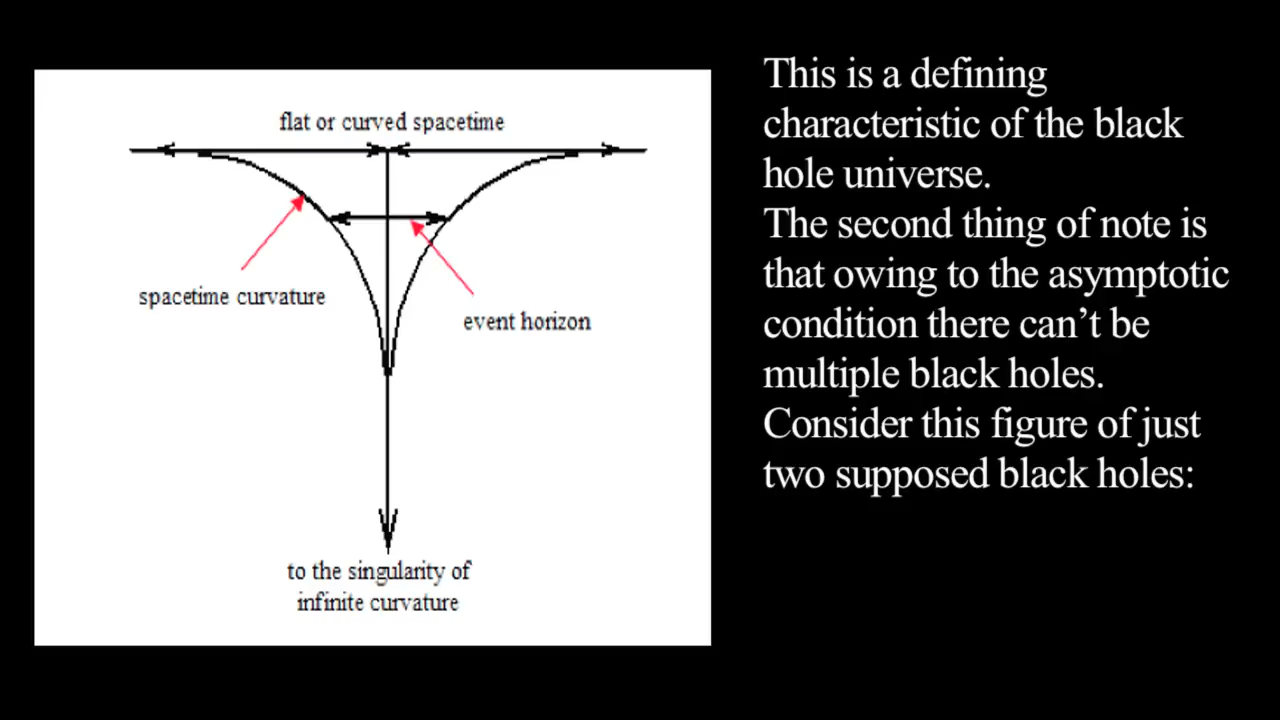 flat or curved spacetime
spacetime curvature
event horizon
to the singularity of
infinite curvature
This is a defining
characteristic of the black
hole universe.
The second thing of note is
that owing to the asymptotic
condition there can’t be
multiple black holes.
Consider this figure of just
two supposed black holes: